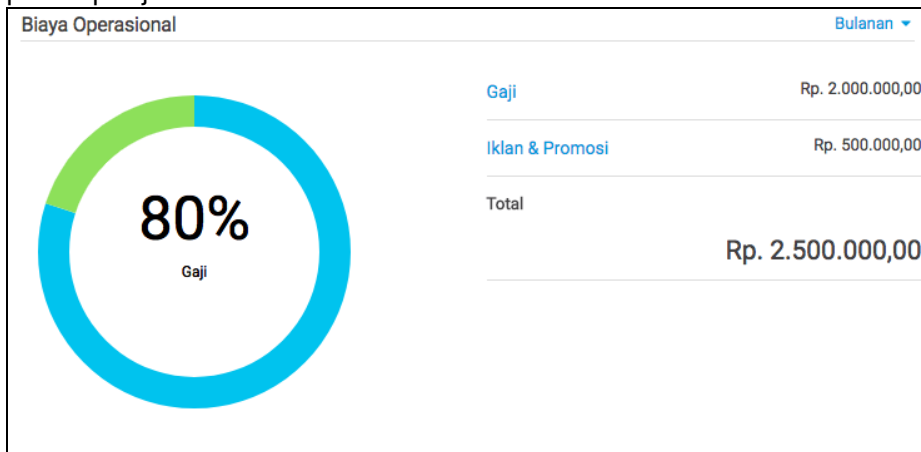 Biaya Operasional
Bulanan
Gaji
Rp. 2.000.000,00
Iklan & Promosi
Rp. 500.000,00
Total
Rp. 2.500.000,00
80%
Gaji